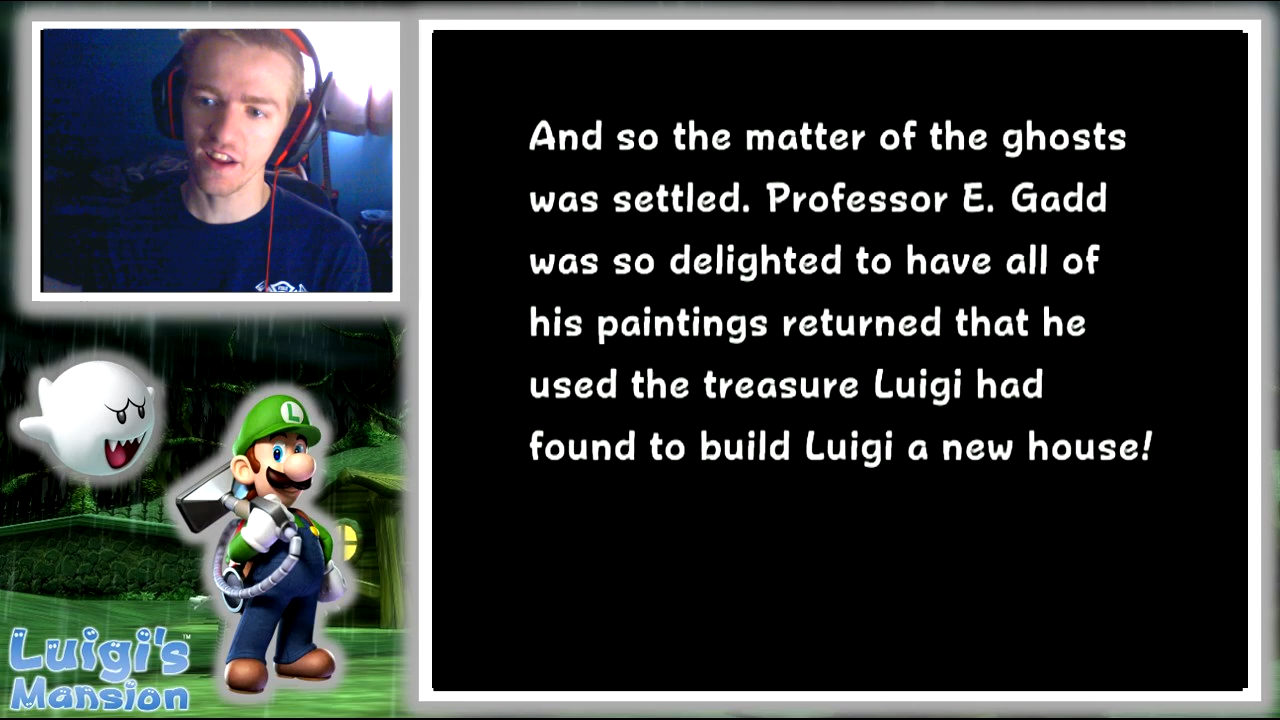 And so the matter of the ghosts
was settled. Professor E. Gadd
was so delighted to have all of
his paintings returned that he
used the treasure Luigi had
found to build Luigi a new house!
L
Luigi's
Mansion™